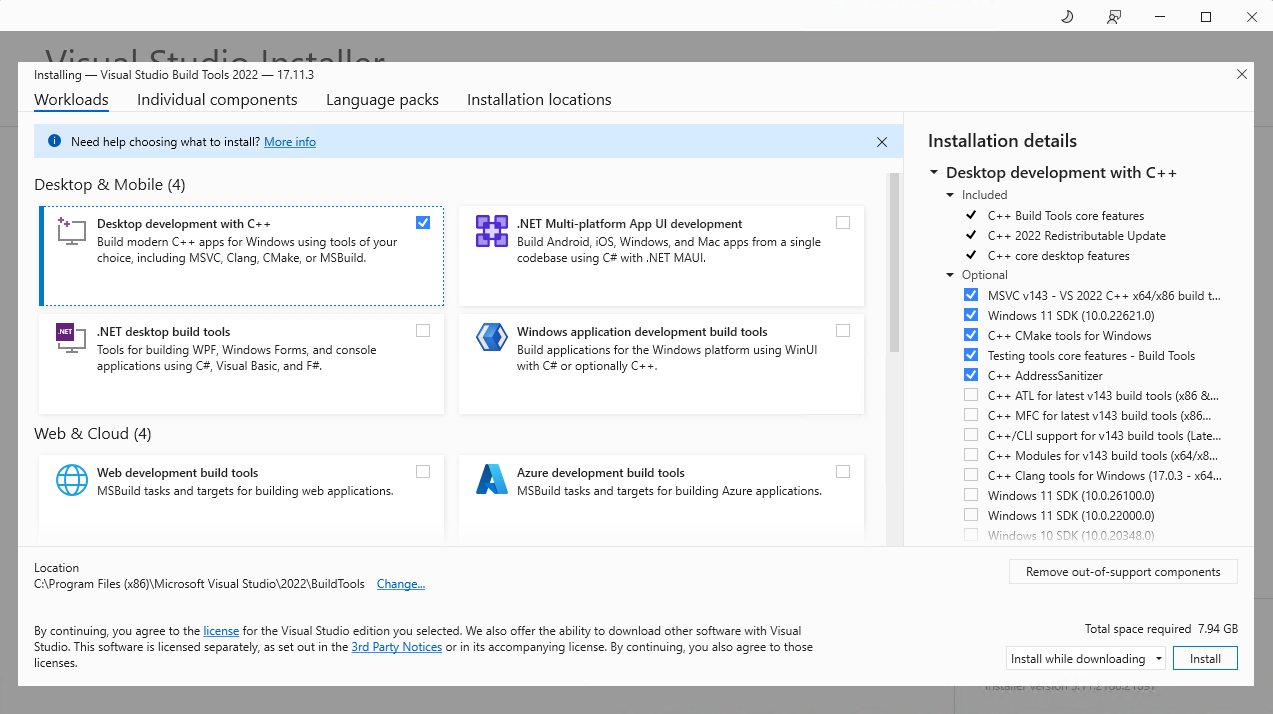 Visual Studio Installer
Installing — Visual Studio Build Tools 2022 — 17.11.3
Workloads
Individual components
Language packs
Installation locations
Need help choosing what to install? More info
Desktop & Mobile (4)
Desktop development with C++
Build modern C++ apps for Windows using tools of your
choice, including MSVC, Clang, CMake, or MSBuild.
.NET Multi-platform App UI development
Build Android, iOS, Windows, and Mac apps from a single
codebase using C# with .NET MAUI.
.NET
.NET desktop build tools
Tools for building WPF, Windows Forms, and console
applications using C#, Visual Basic, and F#.
Windows application development build tools
Build applications for the Windows platform using WinUI
with C# or optionally C++.
Web & Cloud (4)
Web development build tools
MSBuild tasks and targets for building web applications.
Azure development build tools
MSBuild tasks and targets for building Azure applications.
Installation details
Desktop development with C++
Included
C++ Build Tools core features
C++ 2022 Redistributable Update
C++ core desktop features
Optional
MSVC v143 - VS 2022 C++ x64/x86 build t...
Windows 11 SDK (10.0.22621.0)
C++ CMake tools for Windows
Testing tools core features - Build Tools
C++ AddressSanitizer
C++ ATL for latest v143 build tools (x86 &...
C++ MFC for latest v143 build tools (x86...
C++/CLI support for v143 build tools (Late...
C++ Modules for v143 build tools (x64/x8...
C++ Clang tools for Windows (17.0.3 - x64...
Windows 11 SDK (10.0.26100.0)
Windows 11 SDK (10.0.22000.0)
Windows 10 SDK (10.0.20348.0)
Location
C:\Program Files (x86)\Microsoft Visual Studio\2022\BuildTools Change...
Remove out-of-support components
By continuing, you agree to the license for the Visual Studio edition you selected. We also offer the ability to download other software with Visual
Studio. This software is licensed separately, as set out in the 3rd Party Notices or in its accompanying license. By continuing, you also agree to those
licenses.
Total space required 7.94 GB
Install while downloading
Install